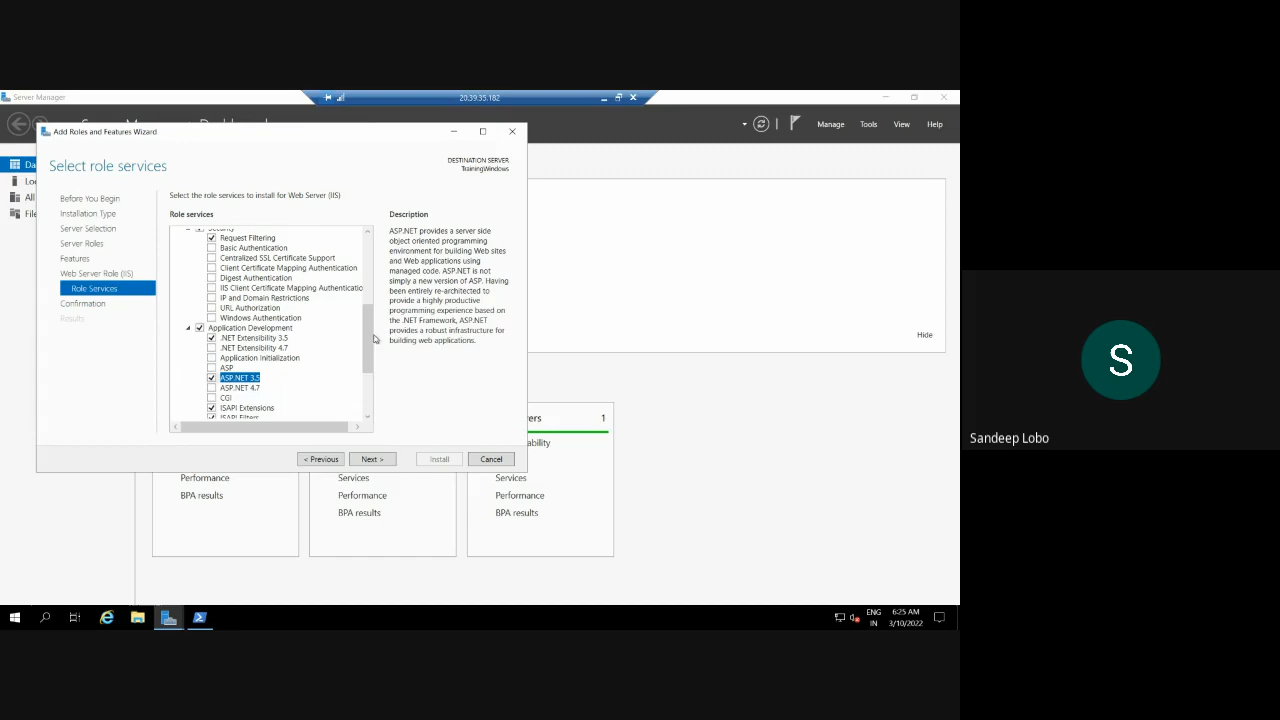 Server Manager
20.39.35.182
Manage
Tools
View
Help
Add Roles and Features Wizard
Select role services
DESTINATION SERVER
TrainingWindows
Before You Begin
Installation Type
Server Selection
Server Roles
Features
Web Server Role (IIS)
Role Services
Confirmation
Results
Select the role services to install for Web Server (IIS)
Role services
Request Filtering
Basic Authentication
Centralized SSL Certificate Support
Client Certificate Mapping Authentication
Digest Authentication
IIS Client Certificate Mapping Authenticatio
IP and Domain Restrictions
URL Authorization
Windows Authentication
Application Development
.NET Extensibility 3.5
.NET Extensibility 4.7
Application Initialization
ASP
ASP.NET 3.5
ASP.NET 4.7
CGI
ISAPI Extensions
ISAPI Filters
Description
ASP.NET provides a server side
object oriented programming
environment for building Web sites
and Web applications using
managed code. ASP.NET is not
simply a new version of ASP. Having
been entirely re-architected to
provide a highly productive
programming experience based on
the .NET Framework, ASP.NET
provides a robust infrastructure for
building web applications.
< Previous
Next >
Install
Cancel
Hide
1
Performance
BPA results
Services
Performance
BPA results
Services
Performance
BPA results
ENG
IN
6:25 AM
3/10/2022
S
Sandeep Lobo